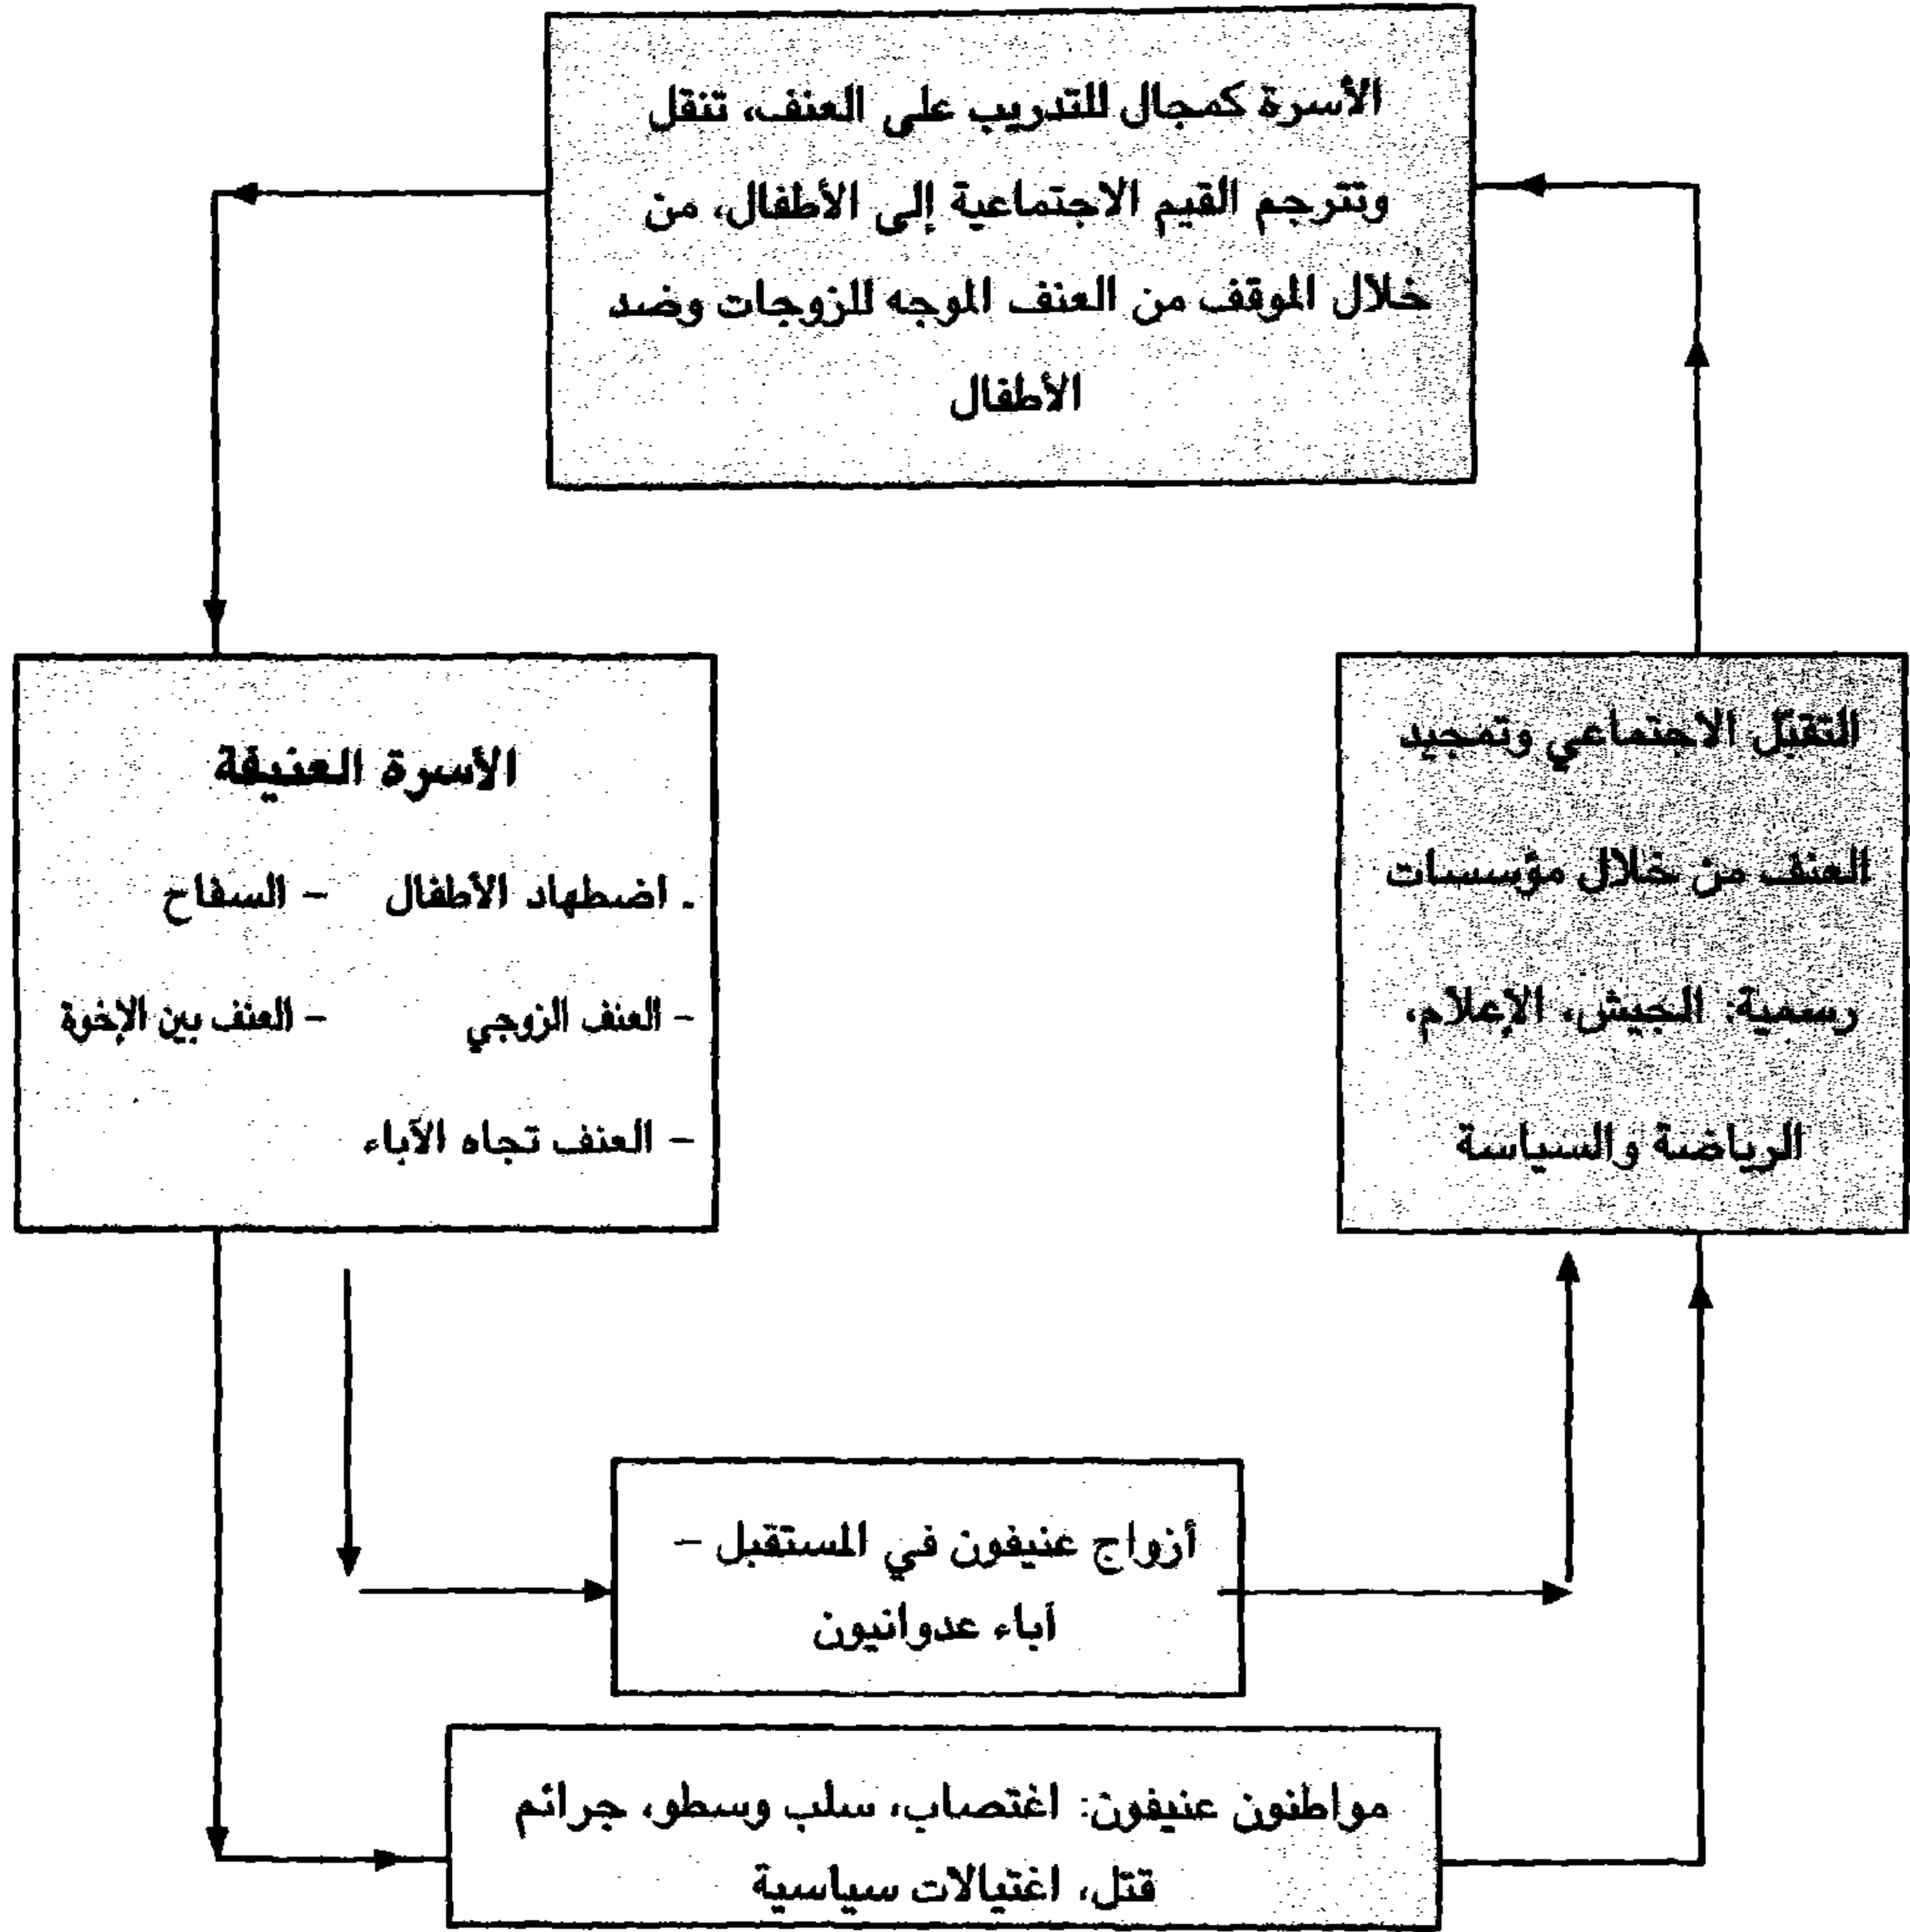 الأسرة كمجال للتدريب على العنف، تنقل
وتترجم القيم الاجتماعية إلى الأطفال، من
خلال الموقف من العنف الموجه للزوجات وضد
الأطفال
التقبّل الاجتماعي وتمجيد
العنف من خلال مؤسسات
رسمية: الجيش، الإعلام،
الرياضة والسياسة
الأسرة العنيفة
. اضطهاد الأطفال – السفاح
– العنف الزوجي – العنف بين الإخوة
– العنف تجاه الآباء
أزواج عنيفون في المستقبل –
آباء عدوانيون
مواطنون عنيفون: اغتصاب، سلب وسطو، جرائم
قتل، اغتيالات سياسية